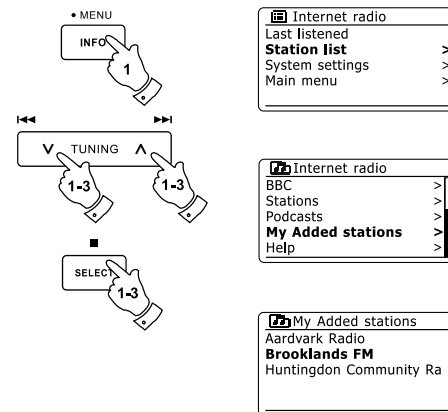 • MENU
INFO
1
V TUNING Λ
1-3
1-3
SELECT
1-3
Internet radio
Last listened
Station list >
System settings >
Main menu >
Internet radio
BBC >
Stations >
Podcasts >
My Added stations >
Help >
My Added stations
Aardvark Radio
Brooklands FM
Huntingdon Community Ra